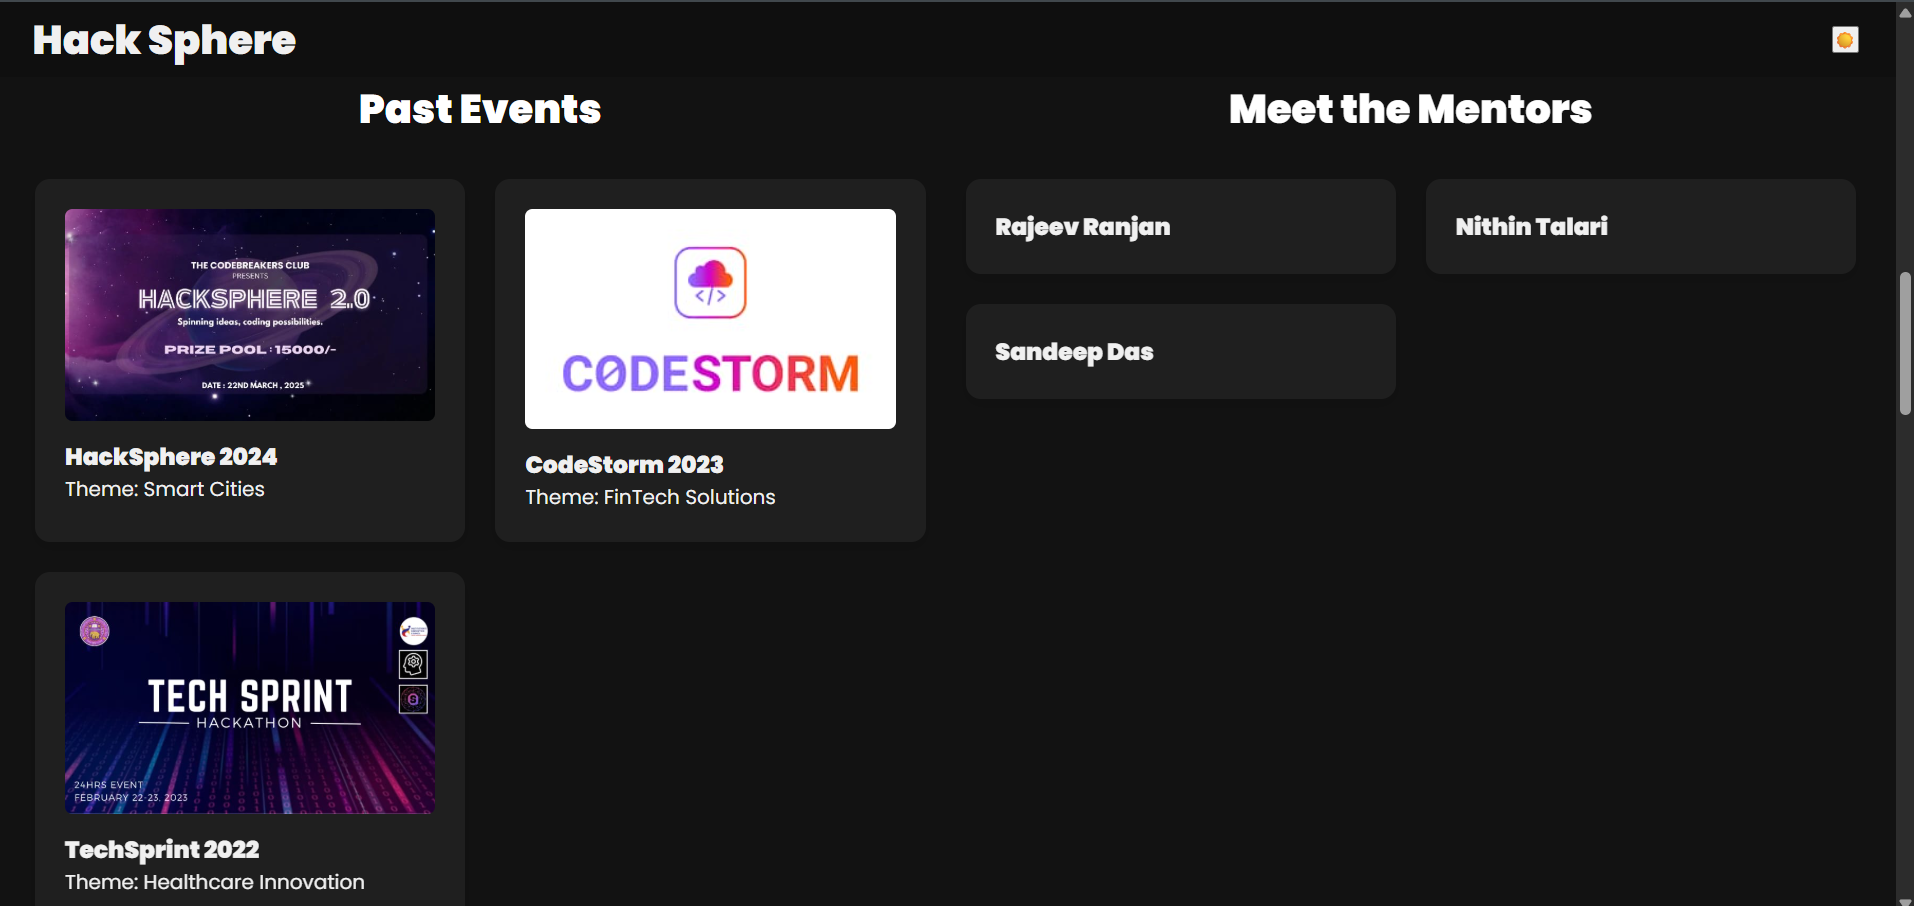 Hack Sphere
Past Events
THE CODEBREAKERS CLUB
PRESENTS
HACKSPHERE 2.0
Spinning ideas, coding possibilities.
PRIZE POOL : 15000/-
DATE : 22ND MARCH , 2025
HackSphere 2024
Theme: Smart Cities
</>
CØDESTORM
CodeStorm 2023
Theme: FinTech Solutions
TECH SPRINT
HACKATHON
24HRS EVENT
FEBRUARY 22-23, 2023
TechSprint 2022
Theme: Healthcare Innovation
Meet the Mentors
Rajeev Ranjan
Nithin Talari
Sandeep Das